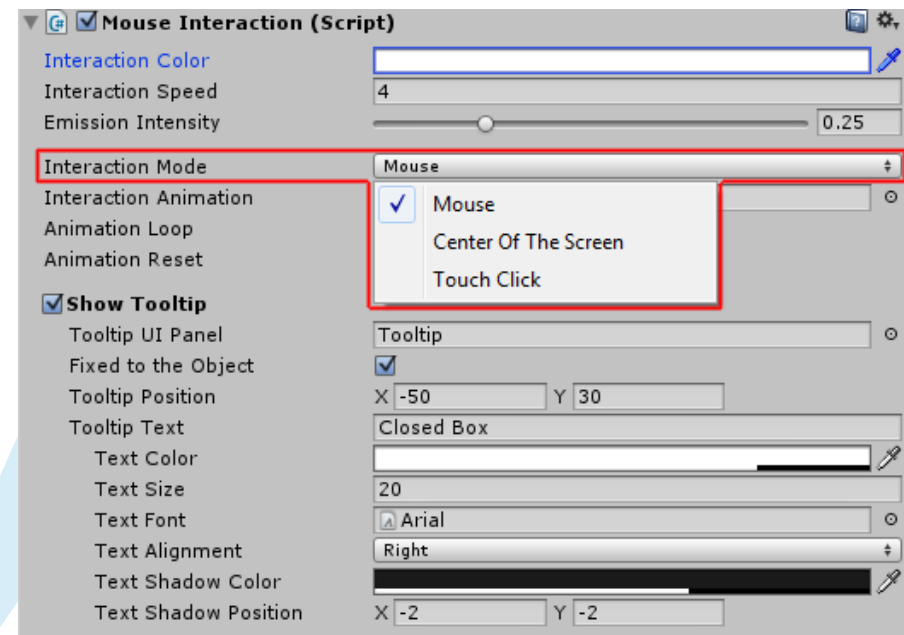 Mouse Interaction (Script)
Interaction Color
Interaction Speed 4
Emission Intensity 0.25
Interaction Mode Mouse
Interaction Animation
Mouse
Animation Loop
Center Of The Screen
Animation Reset
Touch Click
Show Tooltip
Tooltip UI Panel Tooltip
Fixed to the Object
Tooltip Position X -50 Y 30
Tooltip Text Closed Box
Text Color
Text Size 20
Text Font Arial
Text Alignment Right
Text Shadow Color
Text Shadow Position X -2 Y -2